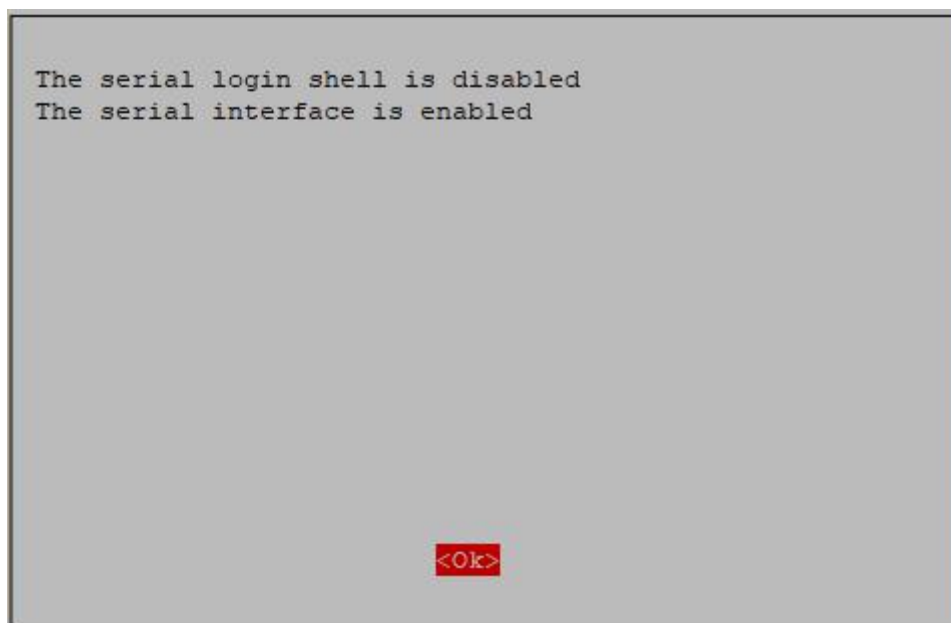 The serial login shell is disabled
The serial interface is enabled
<Ok>